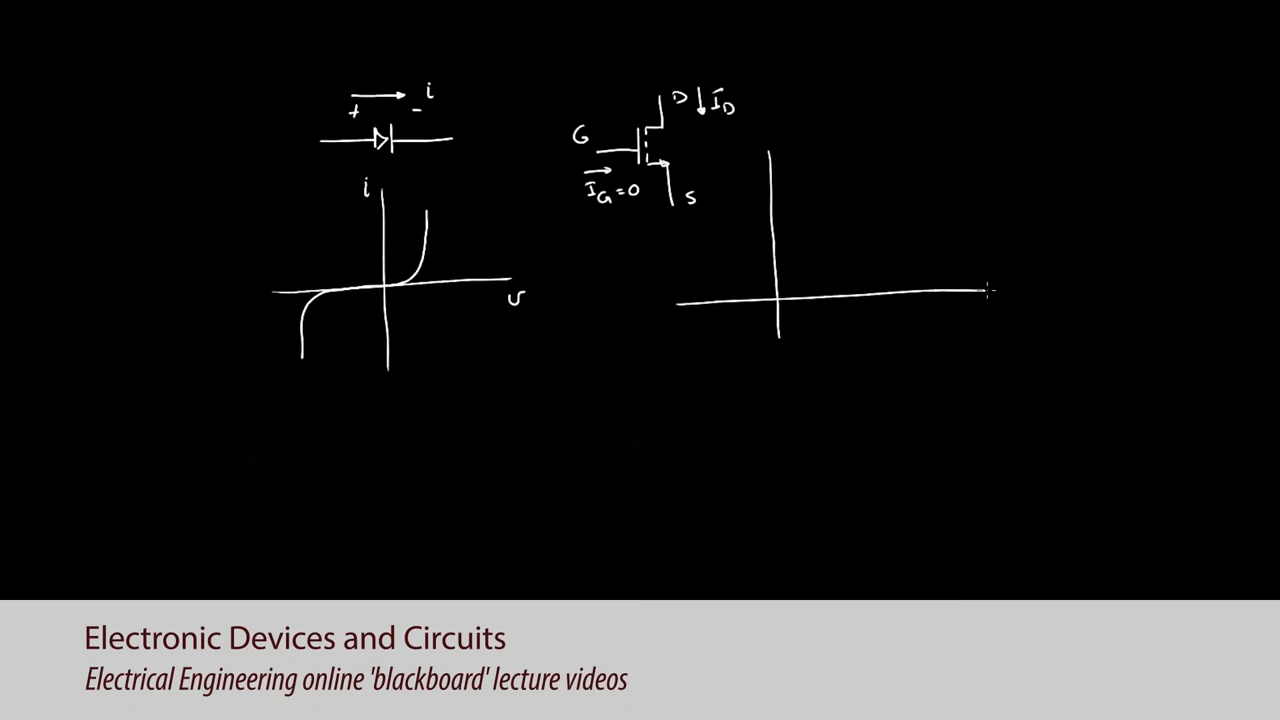 i
+ -
i
v
D I_D
G
I_G=0
S
Electronic Devices and Circuits
Electrical Engineering online 'blackboard' lecture videos